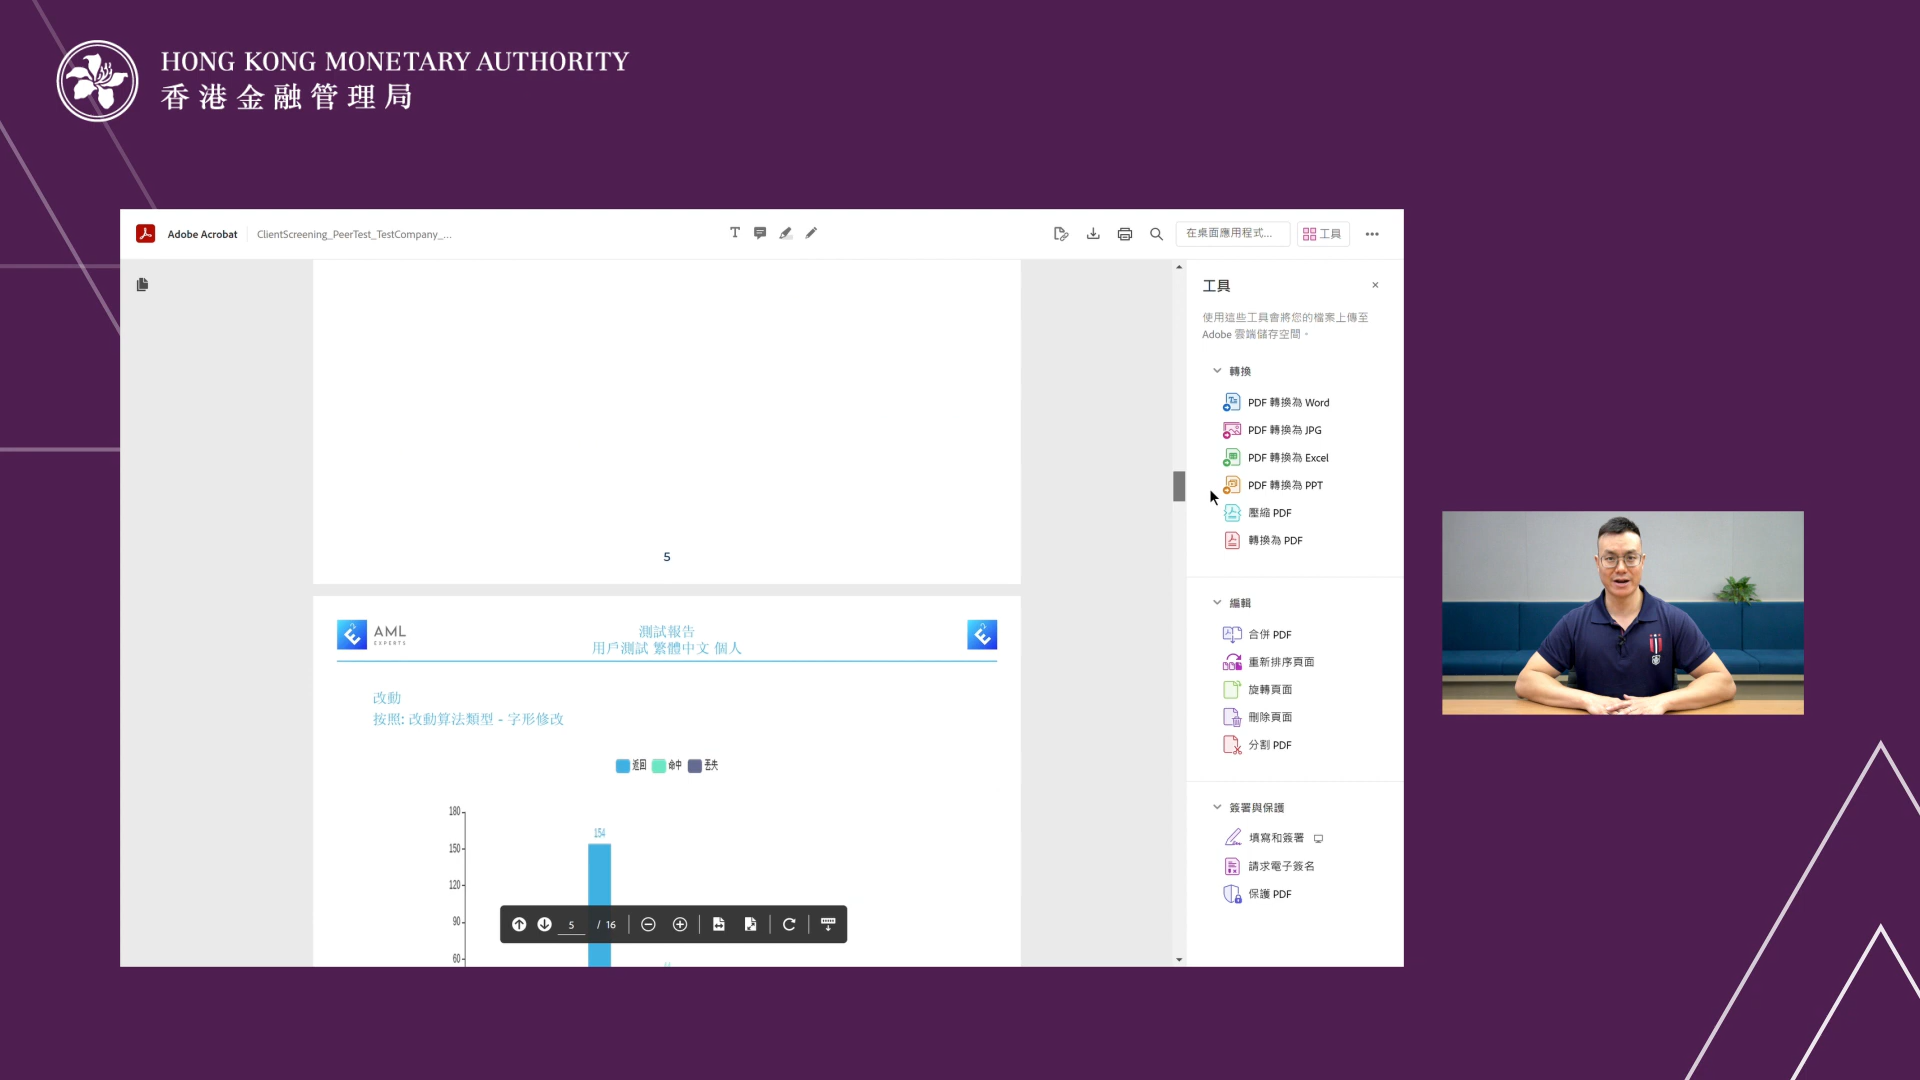 HONG KONG MONETARY AUTHORITY
香港金融管理局
Adobe Acrobat
ClientScreening_PeerTest_TestCompany_...
在桌面應用程式...
工具
工具
使用這些工具會將您的檔案上傳至
Adobe 雲端儲存空間。
轉換
PDF 轉換為 Word
PDF 轉換為 JPG
PDF 轉換為 Excel
PDF 轉換為 PPT
壓縮 PDF
轉換為 PDF
編輯
合併 PDF
重新排序頁面
旋轉頁面
刪除頁面
分割 PDF
簽署與保護
填寫和簽署
請求電子簽名
保護 PDF
5
AML
EXPERTS
測試報告
用戶測試 繁體中文 個人
改動
按照: 改動算法類型 - 字形修改
返回 命中 丟失
180
154
150
120
90
60
5 / 16